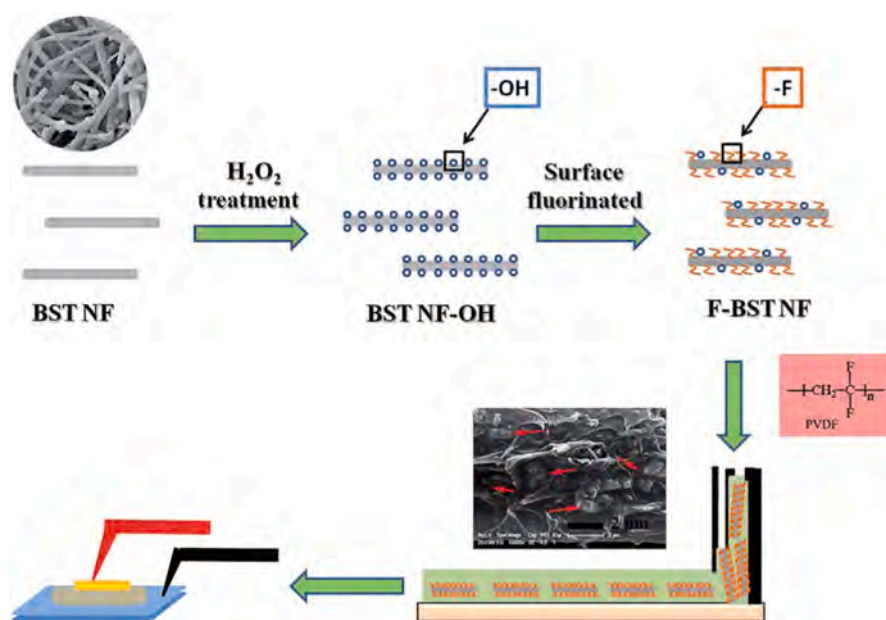 -OH
-F
H₂O₂
treatment
Surface
fluorinated
BST NF
BST NF-OH
F-BST NF
F
CH₂
C
n
F
PVDF